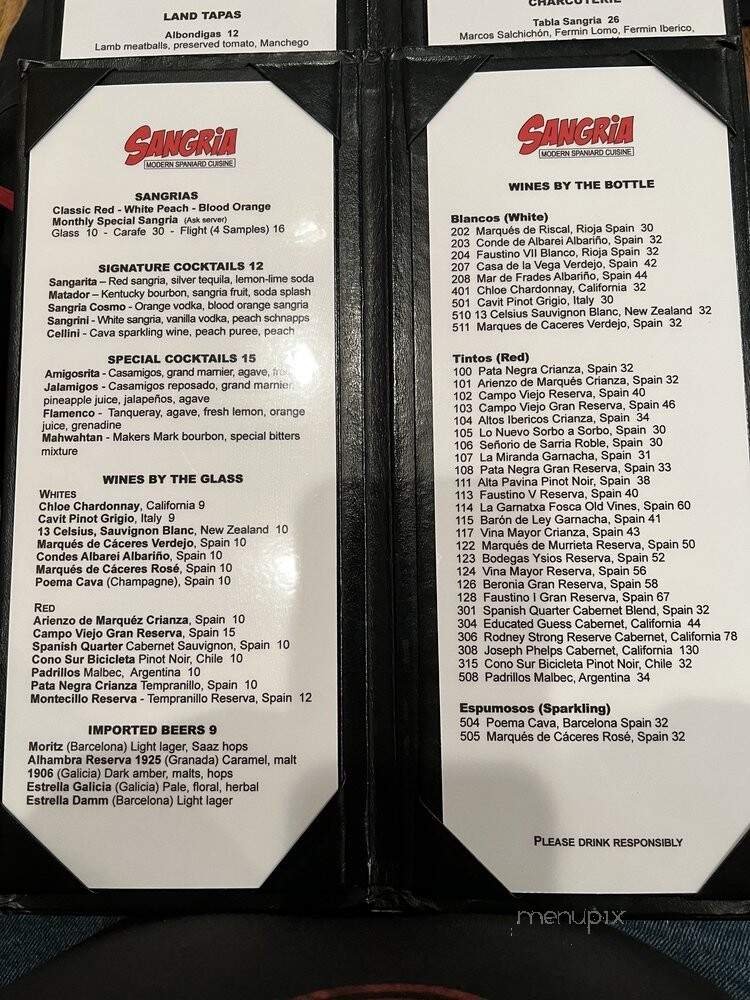 LAND TAPAS
Albondigas 12
Lamb meatballs, preserved tomato, Manchego
CHARCUTERIE
Tabla Sangria 26
Marcos Salchichón, Fermin Lomo, Fermin Iberico,
SANGRiA
MODERN SPANIARD CUISINE
SANGRIAS
Classic Red - White Peach - Blood Orange
Monthly Special Sangria (Ask server)
Glass 10 - Carafe 30 - Flight (4 Samples) 16
SIGNATURE COCKTAILS 12
Sangarita – Red sangria, silver tequila, lemon-lime soda
Matador – Kentucky bourbon, sangria fruit, soda splash
Sangria Cosmo - Orange vodka, blood orange sangria
Sangrini - White sangria, vanilla vodka, peach schnapps
Cellini - Cava sparkling wine, peach puree, peach
SPECIAL COCKTAILS 15
Amigosrita - Casamigos, grand marnier, agave,
Jalamigos - Casamigos reposado, grand marnier,
pineapple juice, jalapeños, agave
Flamenco - Tanqueray, agave, fresh lemon, orange
juice, grenadine
Mahwahtan - Makers Mark bourbon, special bitters
mixture
WINES BY THE GLASS
WHITES
Chloe Chardonnay, California 9
Cavit Pinot Grigio, Italy 9
13 Celsius, Sauvignon Blanc, New Zealand 10
Marqués de Cáceres Verdejo, Spain 10
Condes Albarei Albariño, Spain 10
Marqués de Cáceres Rosé, Spain 10
Poema Cava (Champagne), Spain 10
RED
Arienzo de Marquéz Crianza, Spain 10
Campo Viejo Gran Reserva, Spain 15
Spanish Quarter Cabernet Sauvignon, Spain 10
Cono Sur Bicicleta Pinot Noir, Chile 10
Padrillos Malbec, Argentina 10
Pata Negra Crianza Tempranillo, Spain 10
Montecillo Reserva - Tempranillo Reserva, Spain 12
IMPORTED BEERS 9
Moritz (Barcelona) Light lager, Saaz hops
Alhambra Reserva 1925 (Granada) Caramel, malt
1906 (Galicia) Dark amber, malts, hops
Estrella Galicia (Galicia) Pale, floral, herbal
Estrella Damm (Barcelona) Light lager
SANGRiA
MODERN SPANIARD CUISINE
WINES BY THE BOTTLE
Blancos (White)
202 Marqués de Riscal, Rioja Spain 30
203 Conde de Albarei Albariño, Spain 32
204 Faustino VII Blanco, Rioja Spain 32
207 Casa de la Vega Verdejo, Spain 42
208 Mar de Frades Albariño, Spain 44
401 Chloe Chardonnay, California 32
501 Cavit Pinot Grigio, Italy 30
510 13 Celsius Sauvignon Blanc, New Zealand 32
511 Marques de Caceres Verdejo, Spain 32
Tintos (Red)
100 Pata Negra Crianza, Spain 32
101 Arienzo de Marqués Crianza, Spain 32
102 Campo Viejo Reserva, Spain 40
103 Campo Viejo Gran Reserva, Spain 46
104 Altos Ibericos Crianza, Spain 34
105 Lo Nuevo Sorbo a Sorbo, Spain 30
106 Señorio de Sarria Roble, Spain 30
107 La Miranda Garnacha, Spain 31
108 Pata Negra Gran Reserva, Spain 33
111 Alta Pavina Pinot Noir, Spain 38
113 Faustino V Reserva, Spain 40
114 La Garnatxa Fosca Old Vines, Spain 60
115 Barón de Ley Garnacha, Spain 41
117 Vina Mayor Crianza, Spain 43
122 Marqués de Murrieta Reserva, Spain 50
123 Bodegas Ysios Reserva, Spain 52
124 Vina Mayor Reserva, Spain 56
126 Beronia Gran Reserva, Spain 58
128 Faustino I Gran Reserva, Spain 67
301 Spanish Quarter Cabernet Blend, Spain 32
304 Educated Guess Cabernet, California 44
306 Rodney Strong Reserve Cabernet, California 78
308 Joseph Phelps Cabernet, California 130
315 Cono Sur Bicicleta Pinot Noir, Chile 32
508 Padrillos Malbec, Argentina 34
Espumosos (Sparkling)
504 Poema Cava, Barcelona Spain 32
505 Marqués de Cáceres Rosé, Spain 32
PLEASE DRINK RESPONSIBLY
menupix